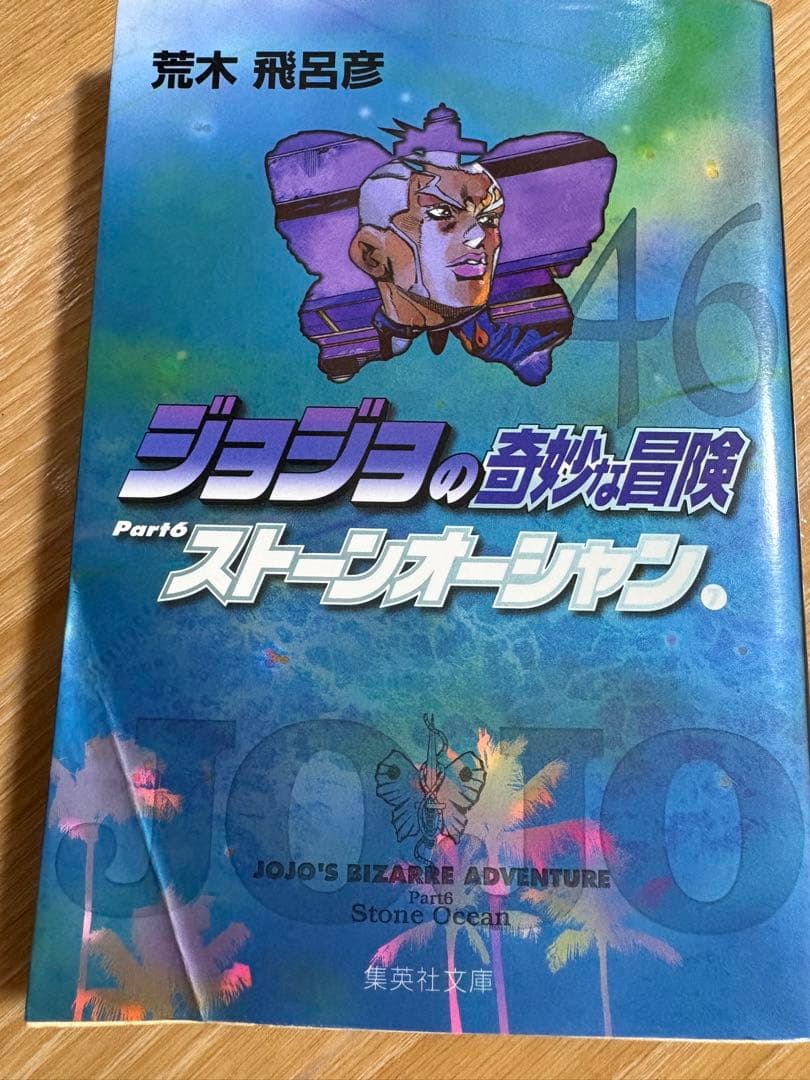 荒木 飛呂彦
46
ジョジョの奇妙な冒険
Part6
ストーンオーシャン 7
JOJO
JOJO'S BIZARRE ADVENTURE
Part6
Stone Ocean
集英社文庫